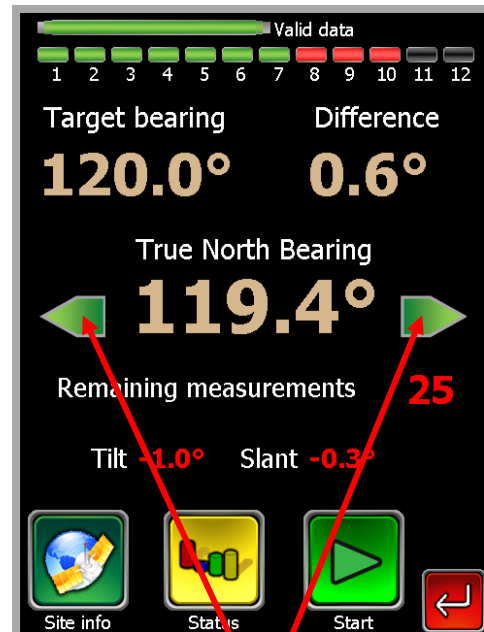 Valid data
1 2 3 4 5 6 7 8 9 10 11 12
Target bearing Difference
120.0° 0.6°
True North Bearing
119.4°
Remaining measurements 25
Tilt -1.0° Slant -0.3°
Site info Status Start